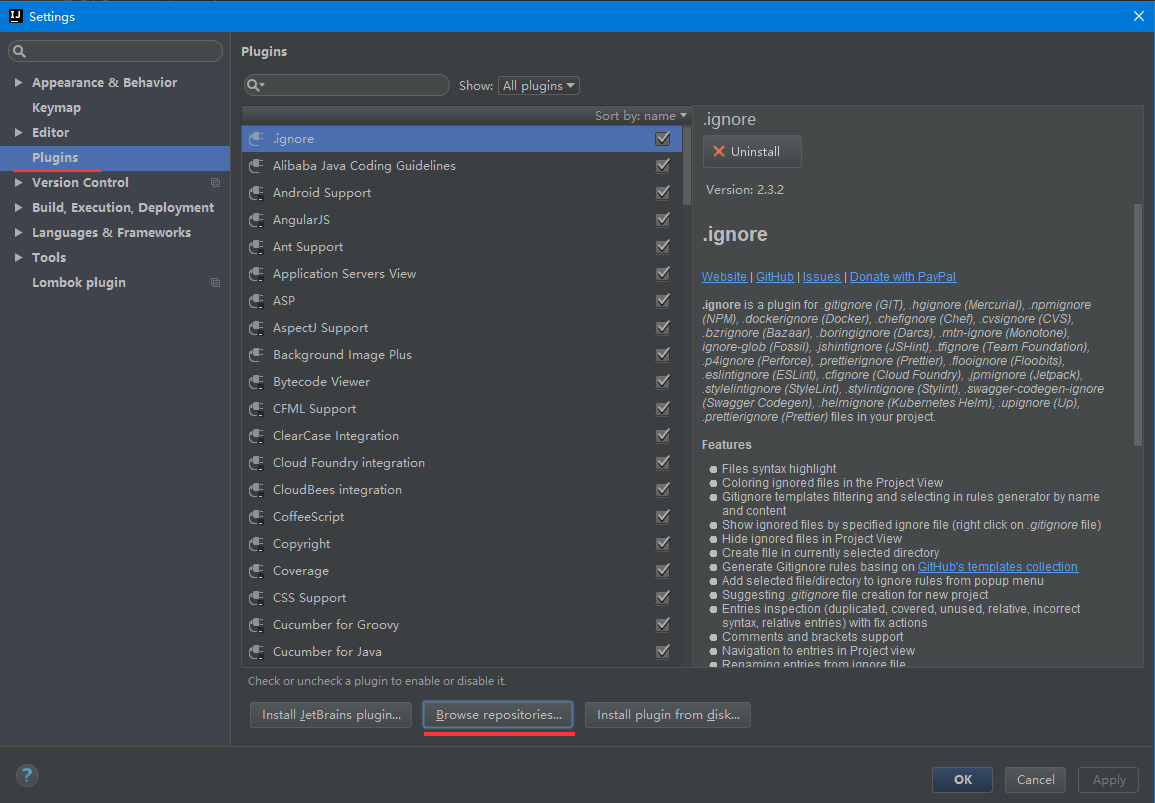 IJ Settings
Plugins
Show: All plugins
Appearance & Behavior
Keymap
Editor
Plugins
Version Control
Build, Execution, Deployment
Languages & Frameworks
Tools
Lombok plugin
Sort by: name
.ignore
Alibaba Java Coding Guidelines
Android Support
AngularJS
Ant Support
Application Servers View
ASP
AspectJ Support
Background Image Plus
Bytecode Viewer
CFML Support
ClearCase Integration
Cloud Foundry integration
CloudBees integration
CoffeeScript
Copyright
Coverage
CSS Support
Cucumber for Groovy
Cucumber for Java
.ignore
Uninstall
Version: 2.3.2
.ignore
Website | GitHub | Issues | Donate with PayPal
.ignore is a plugin for .gitignore (GIT), .hgignore (Mercurial), .npmignore
(NPM), .dockerignore (Docker), .chefignore (Chef), .cvsignore (CVS),
.bzrignore (Bazaar), .boringignore (Darcs), .mtn-ignore (Monotone),
ignore-glob (Fossil), .jshintignore (JSHint), .tfignore (Team Foundation),
.p4ignore (Perforce), .prettierignore (Prettier), .flooignore (Floobits),
.eslintignore (ESLint), .cfignore (Cloud Foundry), .jpmignore (Jetpack),
.stylelintignore (StyleLint), .stylintignore (Stylint), .swagger-codegen-ignore
(Swagger Codegen), .helmignore (Kubernetes Helm), .upignore (Up),
.prettierignore (Prettier) files in your project.
Features
Files syntax highlight
Coloring ignored files in the Project View
Gitignore templates filtering and selecting in rules generator by name
and content
Show ignored files by specified ignore file (right click on .gitignore file)
Hide ignored files in Project View
Create file in currently selected directory
Generate Gitignore rules basing on GitHub's templates collection
Add selected file/directory to ignore rules from popup menu
Suggesting .gitignore file creation for new project
Entries inspection (duplicated, covered, unused, relative, incorrect
syntax, relative entries) with fix actions
Comments and brackets support
Navigation to entries in Project view
Renaming entries from ignore file
Check or uncheck a plugin to enable or disable it.
Install JetBrains plugin...
Browse repositories...
Install plugin from disk...
?
OK
Cancel
Apply